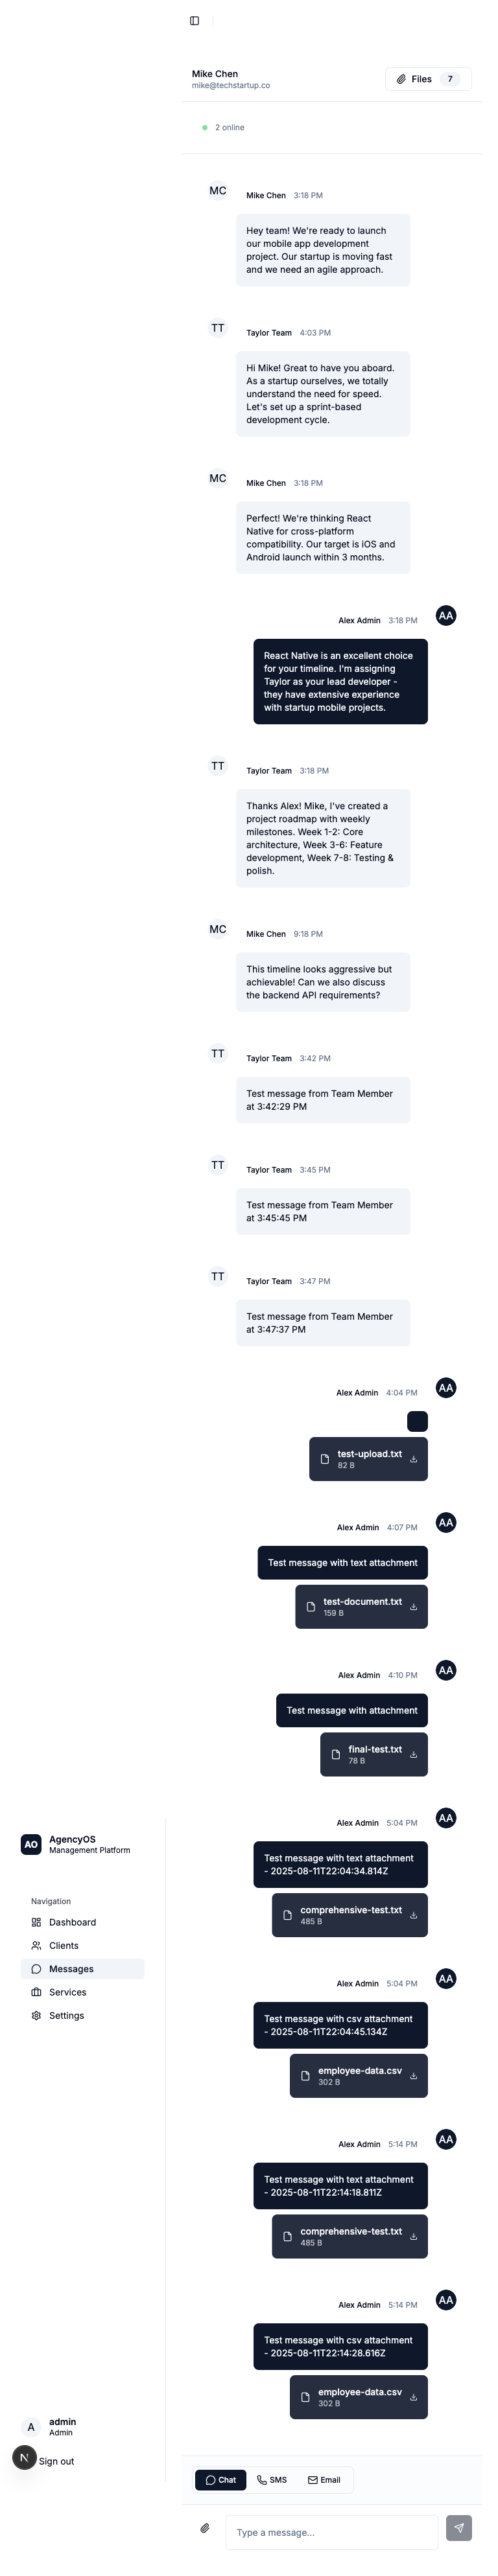 Mike Chen
mike@techstartup.co
Files 7
2 online
MC
Mike Chen 3:18 PM
Hey team! We're ready to launch
our mobile app development
project. Our startup is moving fast
and we need an agile approach.
TT
Taylor Team 4:03 PM
Hi Mike! Great to have you aboard.
As a startup ourselves, we totally
understand the need for speed.
Let's set up a sprint-based
development cycle.
MC
Mike Chen 3:18 PM
Perfect! We're thinking React
Native for cross-platform
compatibility. Our target is iOS and
Android launch within 3 months.
Alex Admin 3:18 PM
AA
React Native is an excellent choice
for your timeline. I'm assigning
Taylor as your lead developer -
they have extensive experience
with startup mobile projects.
TT
Taylor Team 3:18 PM
Thanks Alex! Mike, I've created a
project roadmap with weekly
milestones. Week 1-2: Core
architecture, Week 3-6: Feature
development, Week 7-8: Testing &
polish.
MC
Mike Chen 9:18 PM
This timeline looks aggressive but
achievable! Can we also discuss
the backend API requirements?
TT
Taylor Team 3:42 PM
Test message from Team Member
at 3:42:29 PM
TT
Taylor Team 3:45 PM
Test message from Team Member
at 3:45:45 PM
TT
Taylor Team 3:47 PM
Test message from Team Member
at 3:47:37 PM
Alex Admin 4:04 PM
AA
test-upload.txt
82 B
Alex Admin 4:07 PM
AA
Test message with text attachment
test-document.txt
159 B
Alex Admin 4:10 PM
AA
Test message with attachment
final-test.txt
78 B
Alex Admin 5:04 PM
AA
Test message with text attachment
- 2025-08-11T22:04:34.814Z
comprehensive-test.txt
485 B
Alex Admin 5:04 PM
AA
Test message with csv attachment
- 2025-08-11T22:04:45.134Z
employee-data.csv
302 B
Alex Admin 5:14 PM
AA
Test message with text attachment
- 2025-08-11T22:14:18.811Z
comprehensive-test.txt
485 B
Alex Admin 5:14 PM
AA
Test message with csv attachment
- 2025-08-11T22:14:28.616Z
employee-data.csv
302 B
Chat SMS Email
Type a message...
AO
AgencyOS
Management Platform
Navigation
Dashboard
Clients
Messages
Services
Settings
A
admin
Admin
N
Sign out